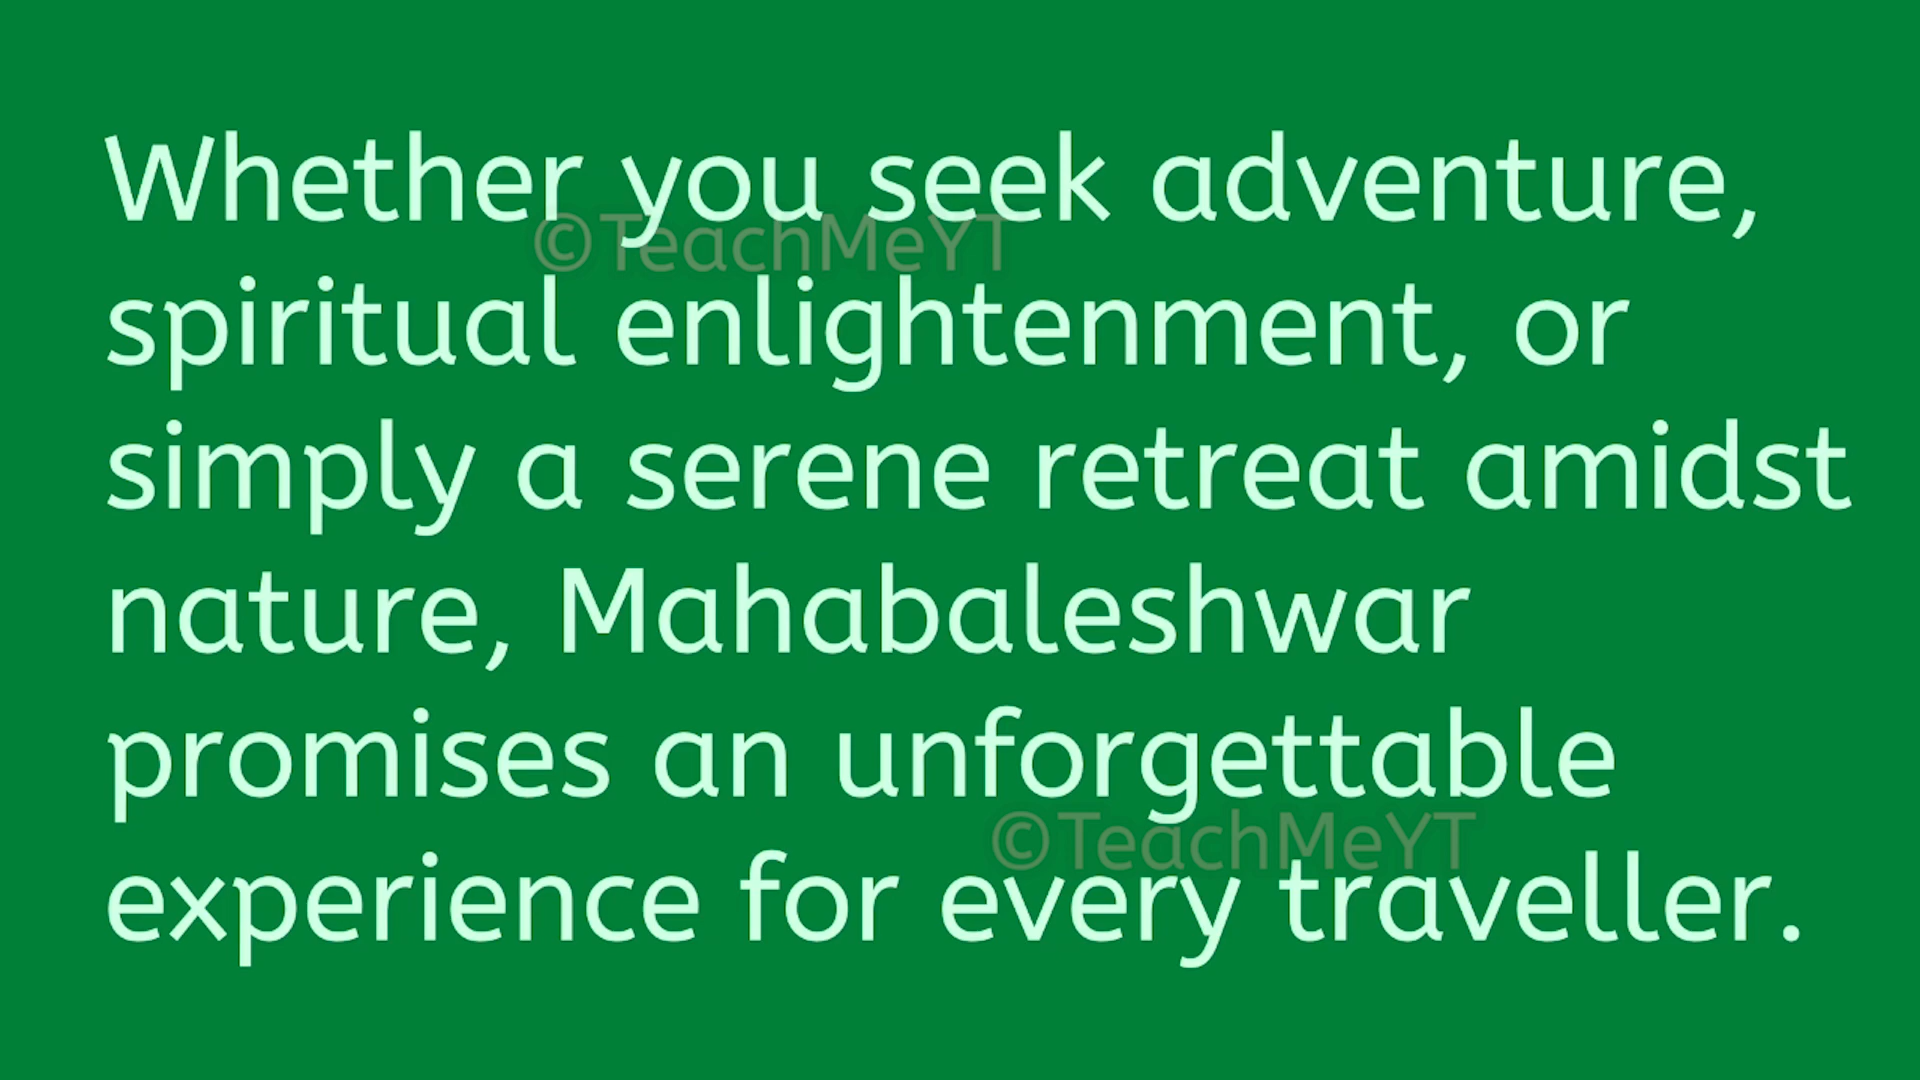 Whether you seek adventure,
©TeachMeYT
spiritual enlightenment, or
simply a serene retreat amidst
nature, Mahabaleshwar
promises an unforgettable
©TeachMeYT
experience for every traveller.